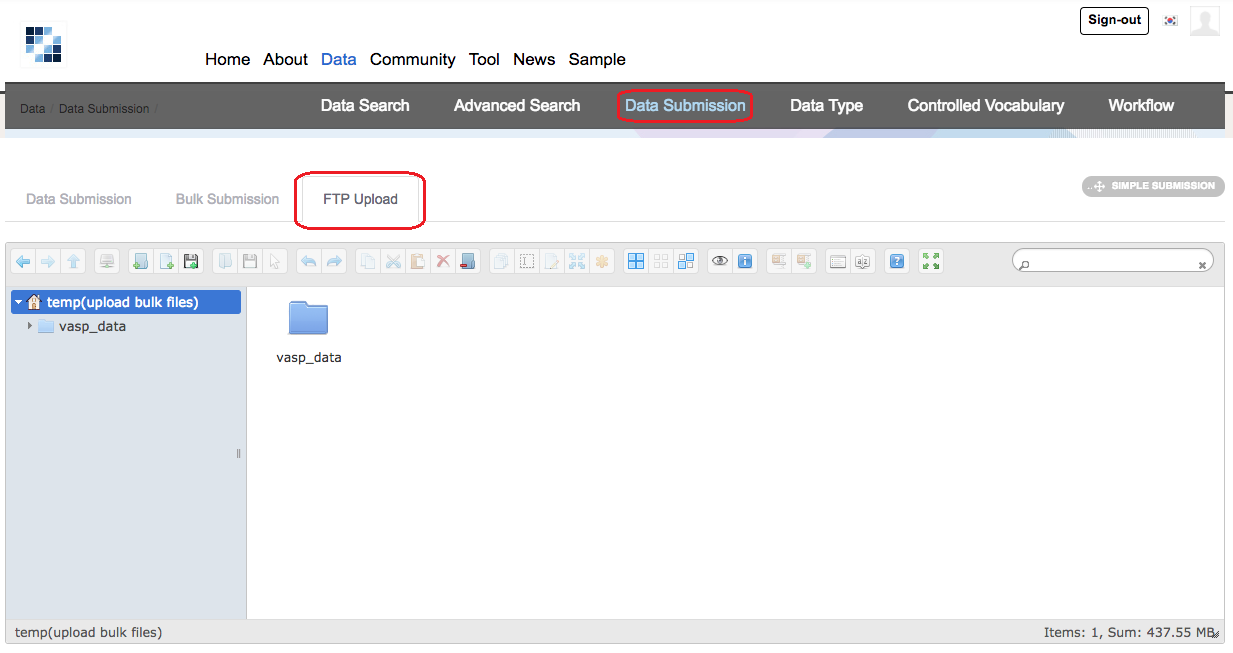 Sign-out
Home About Data Community Tool News Sample
Data / Data Submission /
Data Search Advanced Search Data Submission Data Type Controlled Vocabulary Workflow
Data Submission Bulk Submission FTP Upload
SIMPLE SUBMISSION
temp(upload bulk files)
vasp_data
vasp_data
temp(upload bulk files)
Items: 1, Sum: 437.55 MB